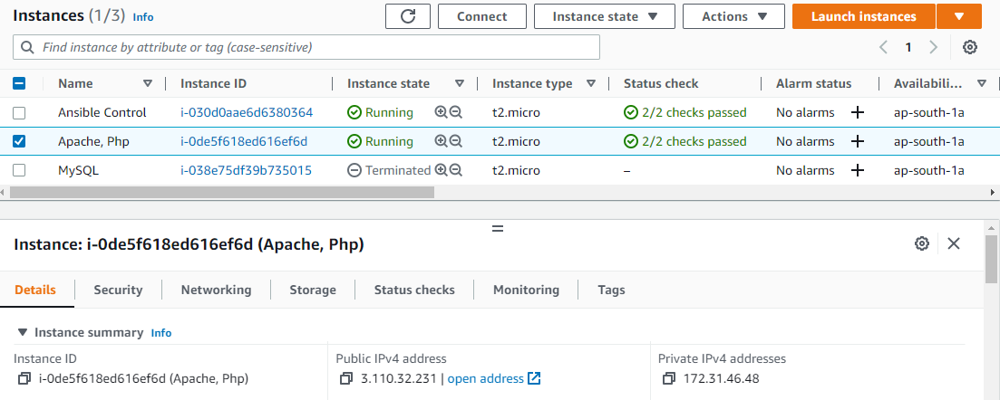 Instances (1/3) Info Connect Instance state Actions Launch instances
Find instance by attribute or tag (case-sensitive) 1
Name Instance ID Instance state Instance type Status check Alarm status Availabili...
Ansible Control i-030d0aae6d6380364 Running t2.micro 2/2 checks passed No alarms + ap-south-1a
Apache, Php i-0de5f618ed616ef6d Running t2.micro 2/2 checks passed No alarms + ap-south-1a
MySQL i-038e75df39b735015 Terminated t2.micro – No alarms + ap-south-1a
Instance: i-0de5f618ed616ef6d (Apache, Php)
Details Security Networking Storage Status checks Monitoring Tags
Instance summary Info
Instance ID Public IPv4 address Private IPv4 addresses
i-0de5f618ed616ef6d (Apache, Php) 3.110.32.231 | open address 172.31.46.48